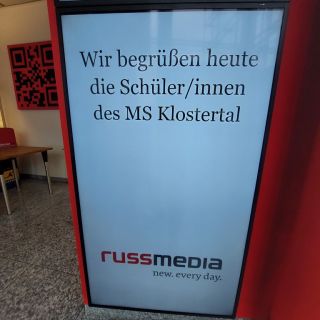 Wir begrüßen heute
die Schüler/innen
des MS Klostertal
russmedia
new. every day.